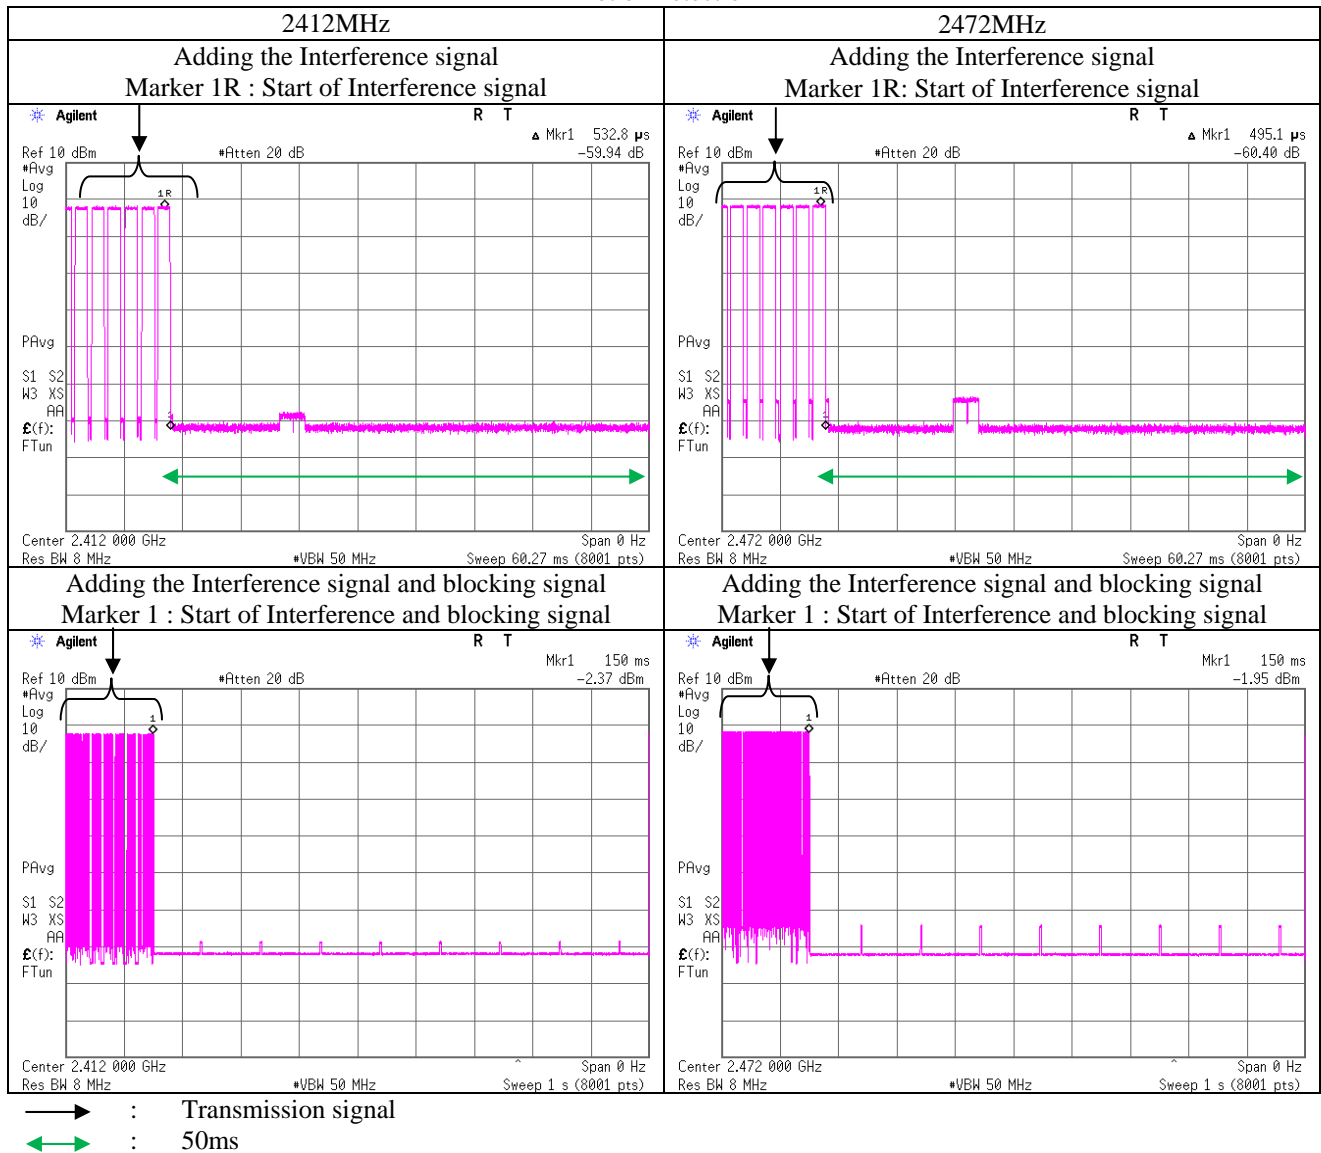 2412MHz
2472MHz
Adding the Interference signal
Marker 1R : Start of Interference signal
Adding the Interference signal
Marker 1R: Start of Interference signal
Agilent
R T
Δ Mkr1 532.8 µs
Ref 10 dBm
#Atten 20 dB
-59.94 dB
#Avg
Log
10
dB/
1R
PAvg
S1 S2
W3 XS
AA
£(f):
FTun
Center 2.412 000 GHz
Span 0 Hz
Res BW 8 MHz
#VBW 50 MHz
Sweep 60.27 ms (8001 pts)
Agilent
R T
Δ Mkr1 495.1 µs
Ref 10 dBm
#Atten 20 dB
-60.40 dB
#Avg
Log
10
dB/
1R
PAvg
S1 S2
W3 XS
AA
£(f):
FTun
Center 2.472 000 GHz
Span 0 Hz
Res BW 8 MHz
#VBW 50 MHz
Sweep 60.27 ms (8001 pts)
Adding the Interference signal and blocking signal
Marker 1 : Start of Interference and blocking signal
Adding the Interference signal and blocking signal
Marker 1 : Start of Interference and blocking signal
Agilent
R T
Mkr1 150 ms
Ref 10 dBm
#Atten 20 dB
-2.37 dBm
#Avg
Log
10
dB/
1
PAvg
S1 S2
W3 XS
AA
£(f):
FTun
Center 2.412 000 GHz
Span 0 Hz
Res BW 8 MHz
#VBW 50 MHz
Sweep 1 s (8001 pts)
Agilent
R T
Mkr1 150 ms
Ref 10 dBm
#Atten 20 dB
-1.95 dBm
#Avg
Log
10
dB/
1
PAvg
S1 S2
W3 XS
AA
£(f):
FTun
Center 2.472 000 GHz
Span 0 Hz
Res BW 8 MHz
#VBW 50 MHz
Sweep 1 s (8001 pts)
: Transmission signal
: 50ms